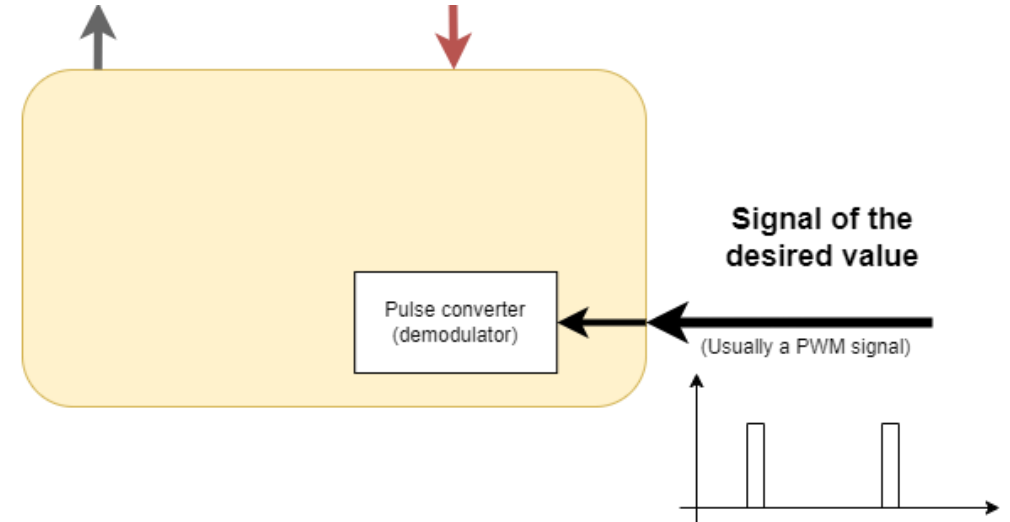 Signal of the
desired value
Pulse converter
(demodulator)
(Usually a PWM signal)